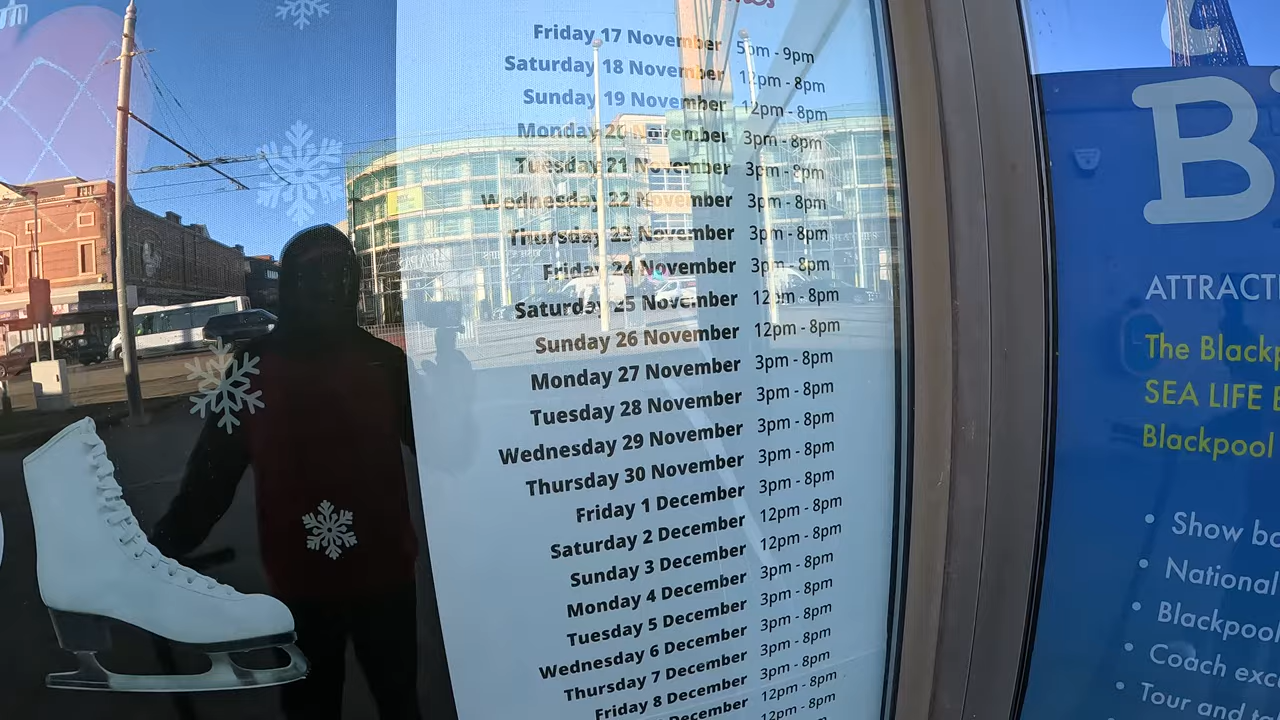 Friday 17 November 5pm - 9pm
Saturday 18 November 12pm - 8pm
Sunday 19 November 12pm - 8pm
Monday 20 November 3pm - 8pm
Tuesday 21 November 3pm - 8pm
Wednesday 22 November 3pm - 8pm
Thursday 23 November 3pm - 8pm
Friday 24 November 3pm - 8pm
Saturday 25 November 12pm - 8pm
Sunday 26 November 12pm - 8pm
Monday 27 November 3pm - 8pm
Tuesday 28 November 3pm - 8pm
Wednesday 29 November 3pm - 8pm
Thursday 30 November 3pm - 8pm
Friday 1 December 3pm - 8pm
Saturday 2 December 12pm - 8pm
Sunday 3 December 12pm - 8pm
Monday 4 December 3pm - 8pm
Tuesday 5 December 3pm - 8pm
Wednesday 6 December 3pm - 8pm
Thursday 7 December 3pm - 8pm
Friday 8 December 3pm - 8pm
12pm - 8pm
12pm - 8pm
ATTRACT
The Blackp
SEA LIFE
Blackpool
• Show
• National
• Blackpool
• Coach
• Tour and